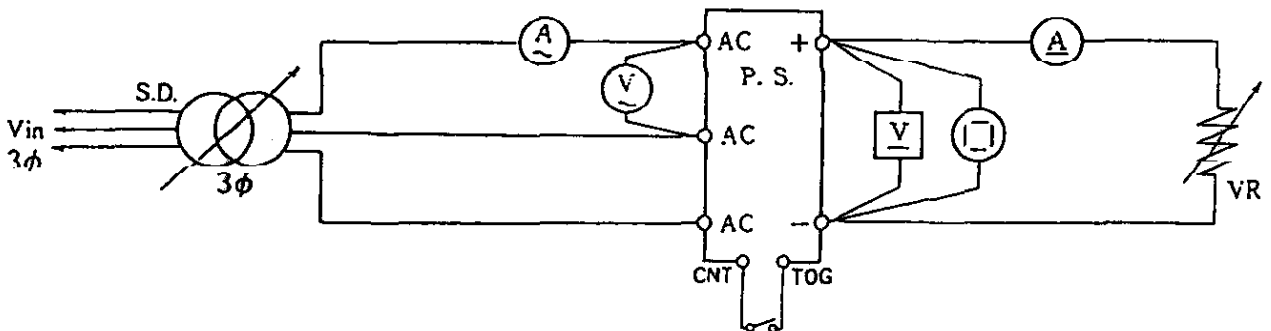 A
AC
+
A
S.D.
V
P. S.
Vin
3φ
3φ
AC
V
VR
AC
−
CNT
TOG